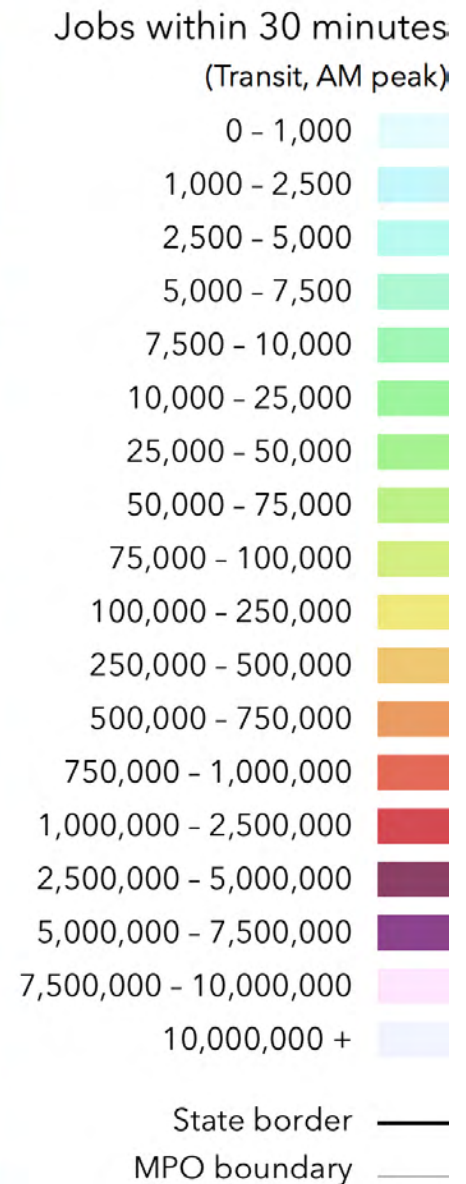 Jobs within 30 minutes
(Transit, AM peak)
0 – 1,000
1,000 – 2,500
2,500 – 5,000
5,000 – 7,500
7,500 – 10,000
10,000 – 25,000
25,000 – 50,000
50,000 – 75,000
75,000 – 100,000
100,000 – 250,000
250,000 – 500,000
500,000 – 750,000
750,000 – 1,000,000
1,000,000 – 2,500,000
2,500,000 – 5,000,000
5,000,000 – 7,500,000
7,500,000 – 10,000,000
10,000,000 +
State border
MPO boundary